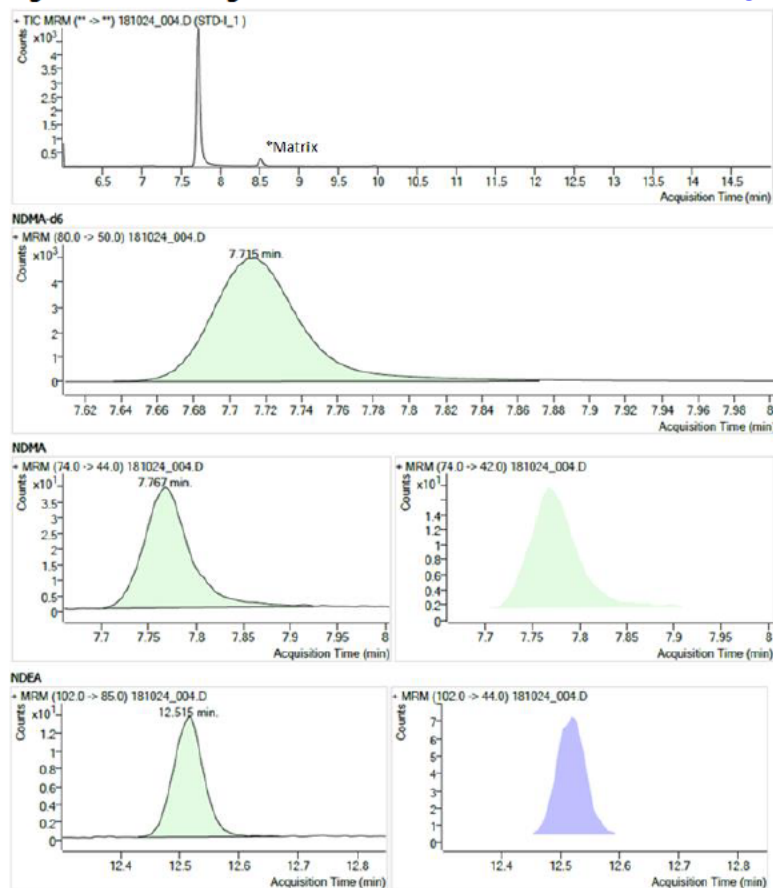 + TIC MRM (** -> **) 181024_004.D (STD-I_1 )
Counts
x10³
4.5
4
3.5
3
2.5
2
1.5
1
0.5
*Matrix
6.5 7 7.5 8 8.5 9 9.5 10 10.5 11 11.5 12 12.5 13 13.5 14 14.5
Acquisition Time (min)
NDMA-d6
+ MRM (80.0 -> 50.0) 181024_004.D
Counts
x10³
7.715 min.
4
3
2
1
0
7.62 7.64 7.66 7.68 7.7 7.72 7.74 7.76 7.78 7.8 7.82 7.84 7.86 7.88 7.9 7.92 7.94 7.96 7.98 8
Acquisition Time (min)
NDMA
+ MRM (74.0 -> 44.0) 181024_004.D
Counts
x10¹
7.767 min.
3.5
3
2.5
2
1.5
1
0.5
0
7.7 7.75 7.8 7.85 7.9 7.95 8
Acquisition Time (min)
+ MRM (74.0 -> 42.0) 181024_004.D
Counts
x10¹
1.4
1.2
1
0.8
0.6
0.4
0.2
0
7.7 7.75 7.8 7.85 7.9 7.95 8
Acquisition Time (min)
NDEA
+ MRM (102.0 -> 85.0) 181024_004.D
Counts
x10¹
12.515 min.
1.2
1
0.8
0.6
0.4
0.2
0
12.4 12.5 12.6 12.7 12.8
Acquisition Time (min)
+ MRM (102.0 -> 44.0) 181024_004.D
Counts
7
6
5
4
3
2
1
0
12.4 12.5 12.6 12.7 12.8
Acquisition Time (min)